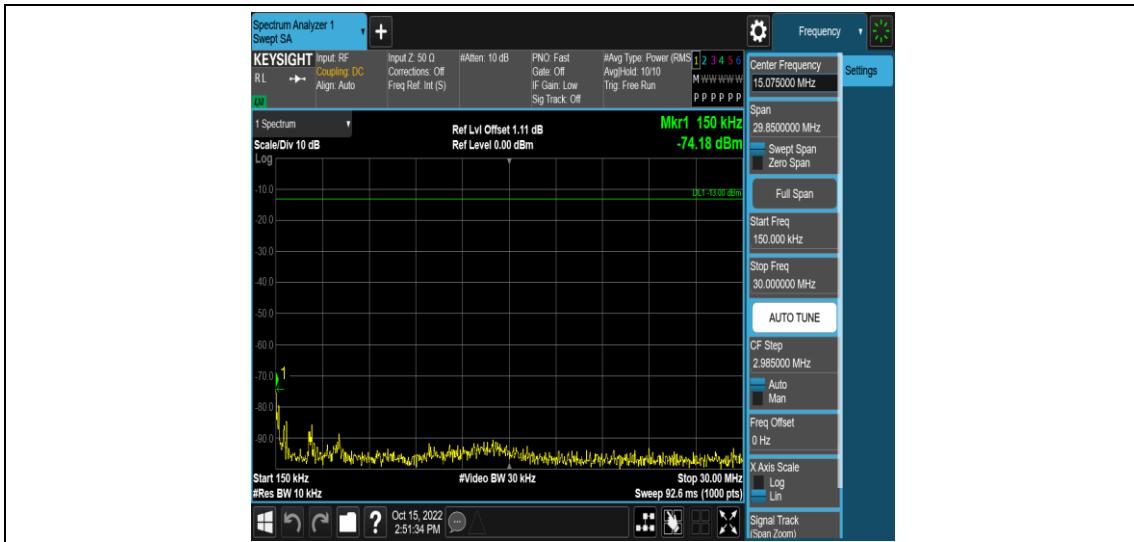 Spectrum Analyzer 1
Swept SA
+
Frequency
KEYSIGHT
RL
LM
Input: RF
Coupling: DC
Align: Auto
Input Z: 50 Ω
Corrections: Off
Freq Ref: Int (S)
#Atten: 10 dB
PNO: Fast
Gate: Off
IF Gain: Low
Sig Track: Off
#Avg Type: Power (RMS
Avg|Hold: 10/10
Trig: Free Run
1 2 3 4 5 6
M W W W W W
P P P P P P
1 Spectrum
Scale/Div 10 dB
Ref Lvl Offset 1.11 dB
Ref Level 0.00 dBm
Mkr1 150 kHz
-74.18 dBm
Log
DL1 -13.00 dBm
-10.0
-20.0
-30.0
-40.0
-50.0
-60.0
-70.0
1
-80.0
-90.0
Start 150 kHz
#Res BW 10 kHz
#Video BW 30 kHz
Stop 30.00 MHz
Sweep 92.6 ms (1000 pts)
Center Frequency
15.075000 MHz
Settings
Span
29.8500000 MHz
Swept Span
Zero Span
Full Span
Start Freq
150.000 kHz
Stop Freq
30.000000 MHz
AUTO TUNE
CF Step
2.985000 MHz
Auto
Man
Freq Offset
0 Hz
X Axis Scale
Log
Lin
Signal Track
(Span Zoom)
?
Oct 15, 2022
2:51:34 PM